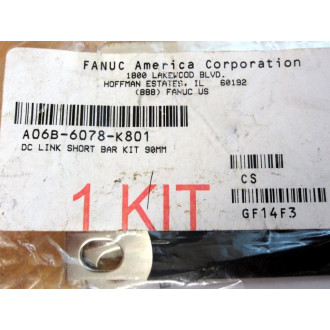 FANUC America Corporation
1800 LAKEWOOD BLVD.
HOFFMAN ESTATES, IL 60192
(888) FANUC US
A06B-6078-K801
DC LINK SHORT BAR KIT 90MM
1 KIT
CS
GF14F3